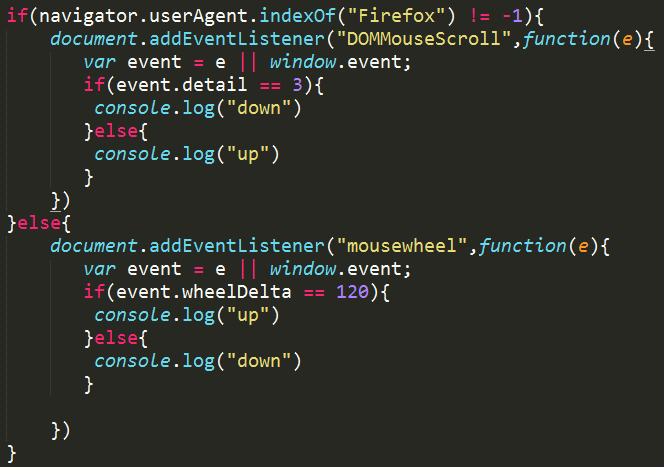 if(navigator.userAgent.indexOf("Firefox") != -1){
    document.addEventListener("DOMMouseScroll",function(e){
        var event = e || window.event;
        if(event.detail == 3){
         console.log("down")
        }else{
         console.log("up")
        }
    })
}else{
    document.addEventListener("mousewheel",function(e){
        var event = e || window.event;
        if(event.wheelDelta == 120){
         console.log("up")
        }else{
         console.log("down")
        }

    })
}